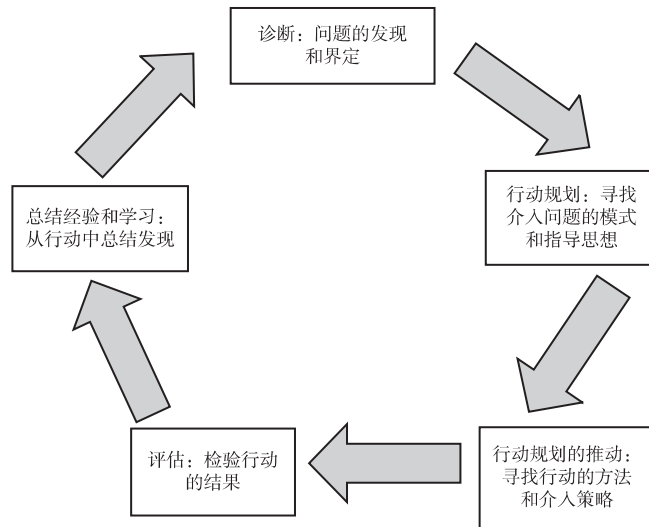 诊断：问题的发现
和界定
行动规划：寻找
介入问题的模式
和指导思想
行动规划的推动：
寻找行动的方法
和介入策略
评估：检验行动
的结果
总结经验和学习：
从行动中总结发现